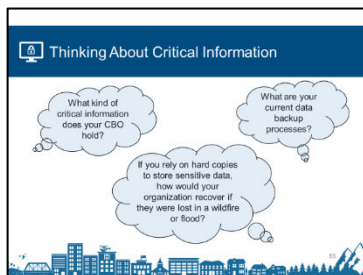 Thinking About Critical Information
What kind of
critical information
does your CBO
hold?
What are your
current data
backup
processes?
If you rely on hard copies
to store sensitive data,
how would your
organization recover if
they were lost in a wildfire
or flood?